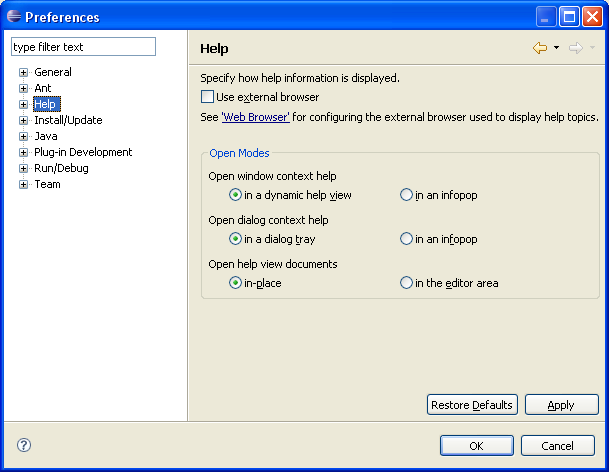 Preferences
type filter text
General
Ant
Help
Install/Update
Java
Plug-in Development
Run/Debug
Team
Help
Specify how help information is displayed.
Use external browser
See 'Web Browser' for configuring the external browser used to display help topics.
Open Modes
Open window context help
in a dynamic help view
in an infopop
Open dialog context help
in a dialog tray
in an infopop
Open help view documents
in-place
in the editor area
Restore Defaults
Apply
?
OK
Cancel